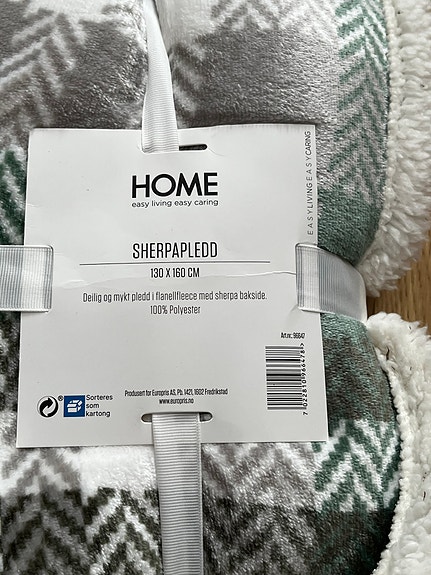 HOME
easy living easy caring
SHERPAPLEDD
130 X 160 CM
Deilig og mykt pledd i flanellfleece med sherpa bakside.
100% Polyester
Art.nr.: 96647
Sorteres
som
kartong
Produsert for Europris AS, Pb. 1421, 1602 Fredrikstad
www.europris.no
EASY LIVING EASY CARING